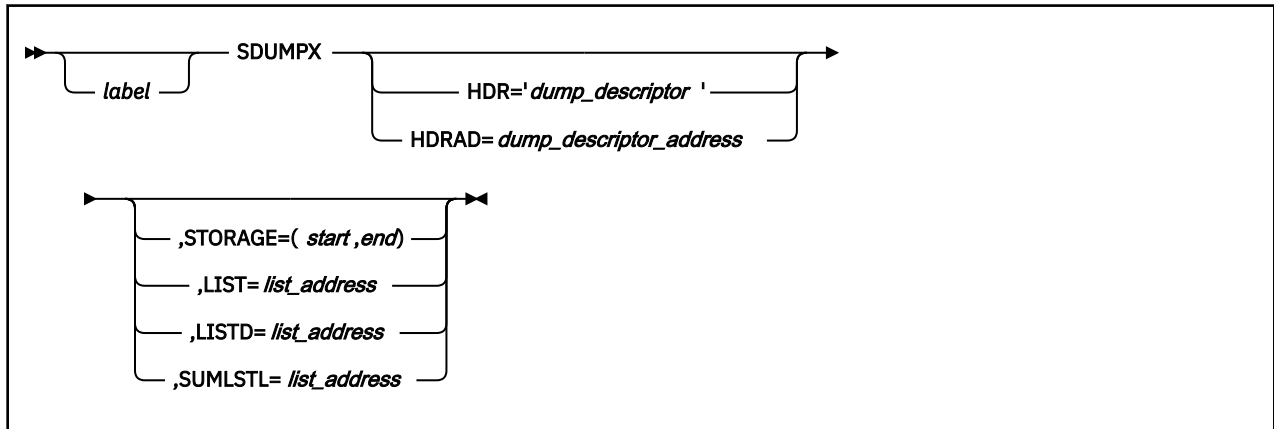 SDUMPX
label
HDR='dump_descriptor '
HDRAD= dump_descriptor_address
,STORAGE=( start ,end)
,LIST= list_address
,LISTD= list_address
,SUMLSTL= list_address